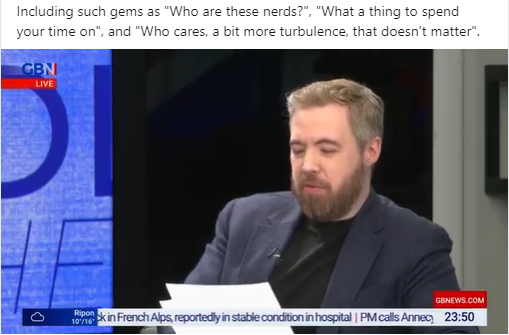 Including such gems as "Who are these nerds?", "What a thing to spend
your time on", and "Who cares, a bit more turbulence, that doesn't matter".
GBN
LIVE
GBNEWS.COM
Ripon
10°/16°
k in French Alps, reportedly in stable condition in hospital | PM calls Annecy
23:50